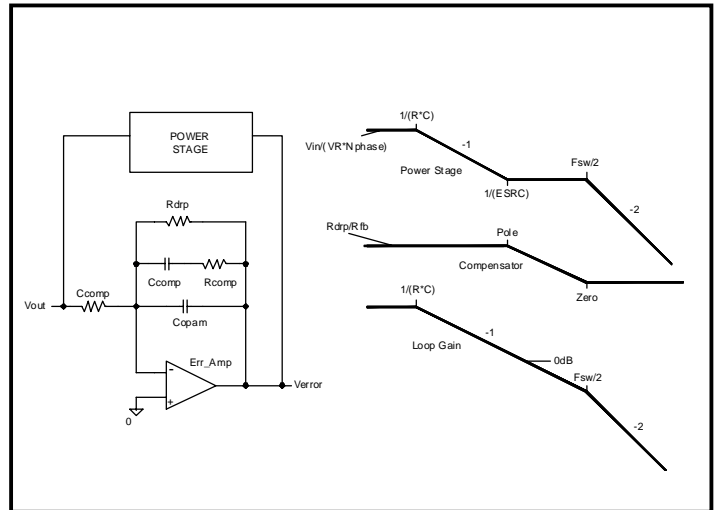 POWER
STAGE
Rdrp
Ccomp
Rcomp
Ccomp
Copam
Vout
Err_Amp
-
+
0
Verror
1/(R*C)
Vin/(VR*Nphase)
-1
Power Stage
1/(ESRC)
Fsw/2
-2
Rdrp/Rfb
Pole
Compensator
Zero
1/(R*C)
-1
Loop Gain
0dB
Fsw/2
-2